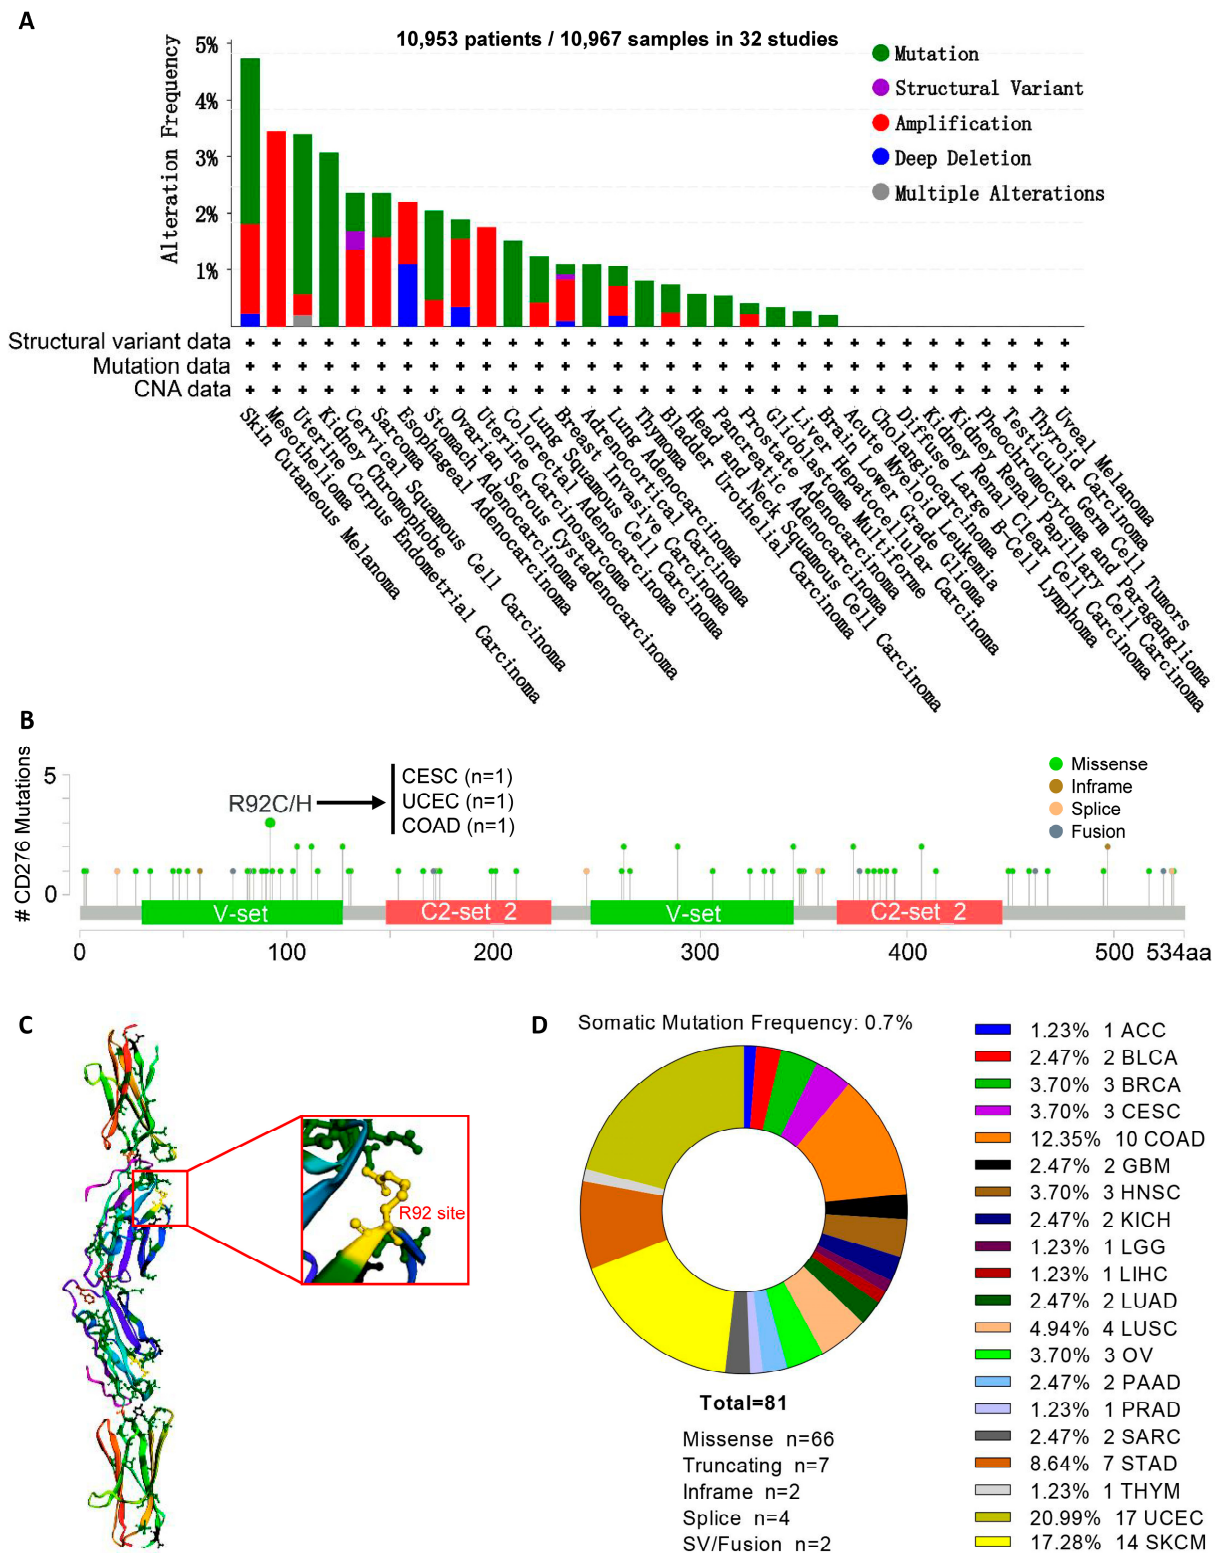 A
10,953 patients / 10,967 samples in 32 studies
Alteration Frequency
5%
4%
3%
2%
1%
Mutation
Structural Variant
Amplification
Deep Deletion
Multiple Alterations
Structural variant data
Mutation data
CNA data
Skin Cutaneous Melanoma
Mesothelioma
Uterine Corpus Endometrial Carcinoma
Kidney Chromophobe
Cervical Squamous Cell Carcinoma
Sarcoma
Esophageal Adenocarcinoma
Stomach Adenocarcinoma
Ovarian Serous Cystadenocarcinoma
Uterine Carcinosarcoma
Colorectal Adenocarcinoma
Lung Squamous Cell Carcinoma
Breast Invasive Carcinoma
Adrenocortical Carcinoma
Lung Adenocarcinoma
Thymoma
Bladder Urothelial Carcinoma
Head and Neck Squamous Cell Carcinoma
Pancreatic Adenocarcinoma
Prostate Adenocarcinoma
Glioblastoma Multiforme
Liver Hepatocellular Carcinoma
Brain Lower Grade Glioma
Acute Myeloid Leukemia
Cholangiocarcinoma
Diffuse Large B-Cell Lymphoma
Kidney Renal Clear Cell Carcinoma
Kidney Renal Papillary Cell Carcinoma
Pheochromocytoma and Paraganglioma
Testicular Germ Cell Tumors
Thyroid Carcinoma
Uveal Melanoma
B
# CD276 Mutations
5
0
R92C/H
CESC (n=1)
UCEC (n=1)
COAD (n=1)
Missense
Inframe
Splice
Fusion
V-set
C2-set_2
V-set
C2-set_2
0 100 200 300 400 500 534aa
C
R92 site
D
Somatic Mutation Frequency: 0.7%
Total=81
Missense n=66
Truncating n=7
Inframe n=2
Splice n=4
SV/Fusion n=2
1.23% 1 ACC
2.47% 2 BLCA
3.70% 3 BRCA
3.70% 3 CESC
12.35% 10 COAD
2.47% 2 GBM
3.70% 3 HNSC
2.47% 2 KICH
1.23% 1 LGG
1.23% 1 LIHC
2.47% 2 LUAD
4.94% 4 LUSC
3.70% 3 OV
2.47% 2 PAAD
1.23% 1 PRAD
2.47% 2 SARC
8.64% 7 STAD
1.23% 1 THYM
20.99% 17 UCEC
17.28% 14 SKCM